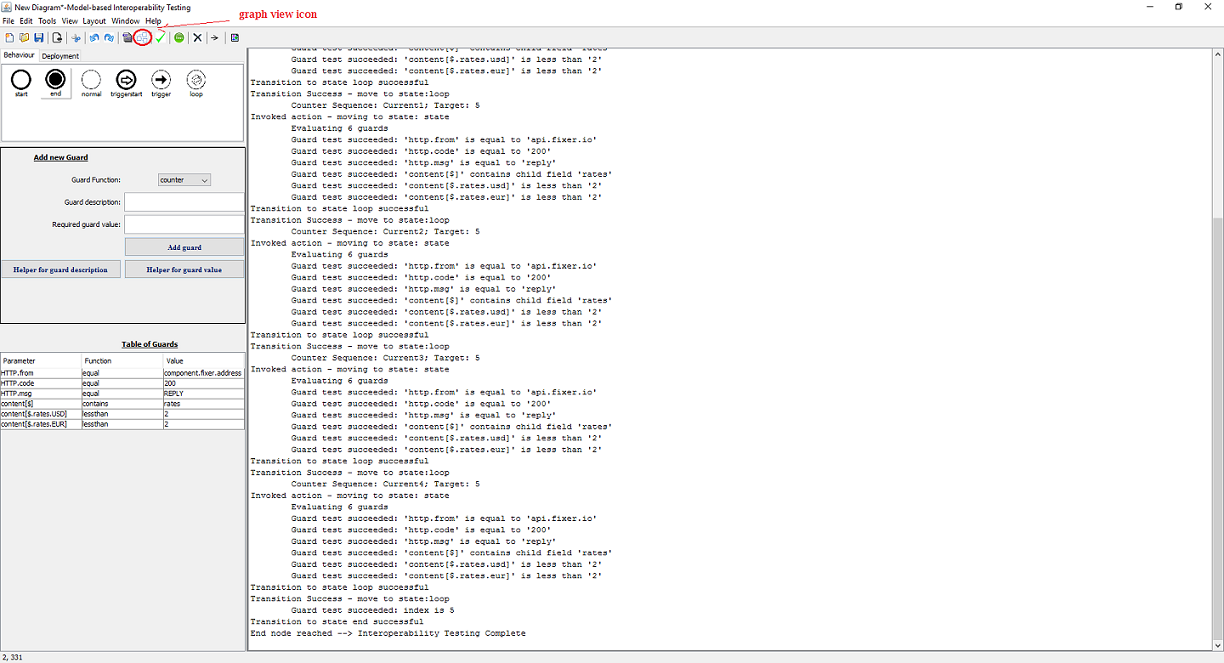 New Diagram*-Model-based Interoperability Testing
graph view icon
File Edit Tools View Layout Window Help
Behaviour Deployment
start end normal triggerstart trigger loop
Add new Guard
Guard Function: counter
Guard description:
Required guard value:
Add guard
Helper for guard description Helper for guard value
Table of Guards
Parameter Function Value
HTTP.from equal component.fixer.address
HTTP.code equal 200
HTTP.msg equal REPLY
content[$] contains rates
content[$.rates.USD] lessthan 2
content[$.rates.EUR] lessthan 2
Guard test succeeded: 'content[$]' contains child field 'rates'
Guard test succeeded: 'content[$.rates.usd]' is less than '2'
Guard test succeeded: 'content[$.rates.eur]' is less than '2'
Transition to state loop successful
Transition Success - move to state:loop
Counter Sequence: Current1; Target: 5
Invoked action - moving to state: state
Evaluating 6 guards
Guard test succeeded: 'http.from' is equal to 'api.fixer.io'
Guard test succeeded: 'http.code' is equal to '200'
Guard test succeeded: 'http.msg' is equal to 'reply'
Guard test succeeded: 'content[$]' contains child field 'rates'
Guard test succeeded: 'content[$.rates.usd]' is less than '2'
Guard test succeeded: 'content[$.rates.eur]' is less than '2'
Transition to state loop successful
Transition Success - move to state:loop
Counter Sequence: Current2; Target: 5
Invoked action - moving to state: state
Evaluating 6 guards
Guard test succeeded: 'http.from' is equal to 'api.fixer.io'
Guard test succeeded: 'http.code' is equal to '200'
Guard test succeeded: 'http.msg' is equal to 'reply'
Guard test succeeded: 'content[$]' contains child field 'rates'
Guard test succeeded: 'content[$.rates.usd]' is less than '2'
Guard test succeeded: 'content[$.rates.eur]' is less than '2'
Transition to state loop successful
Transition Success - move to state:loop
Counter Sequence: Current3; Target: 5
Invoked action - moving to state: state
Evaluating 6 guards
Guard test succeeded: 'http.from' is equal to 'api.fixer.io'
Guard test succeeded: 'http.code' is equal to '200'
Guard test succeeded: 'http.msg' is equal to 'reply'
Guard test succeeded: 'content[$]' contains child field 'rates'
Guard test succeeded: 'content[$.rates.usd]' is less than '2'
Guard test succeeded: 'content[$.rates.eur]' is less than '2'
Transition to state loop successful
Transition Success - move to state:loop
Counter Sequence: Current4; Target: 5
Invoked action - moving to state: state
Evaluating 6 guards
Guard test succeeded: 'http.from' is equal to 'api.fixer.io'
Guard test succeeded: 'http.code' is equal to '200'
Guard test succeeded: 'http.msg' is equal to 'reply'
Guard test succeeded: 'content[$]' contains child field 'rates'
Guard test succeeded: 'content[$.rates.usd]' is less than '2'
Guard test succeeded: 'content[$.rates.eur]' is less than '2'
Transition to state loop successful
Transition Success - move to state:loop
Guard test succeeded: index is 5
Transition to state end successful
End node reached --> Interoperability Testing Complete
2, 331